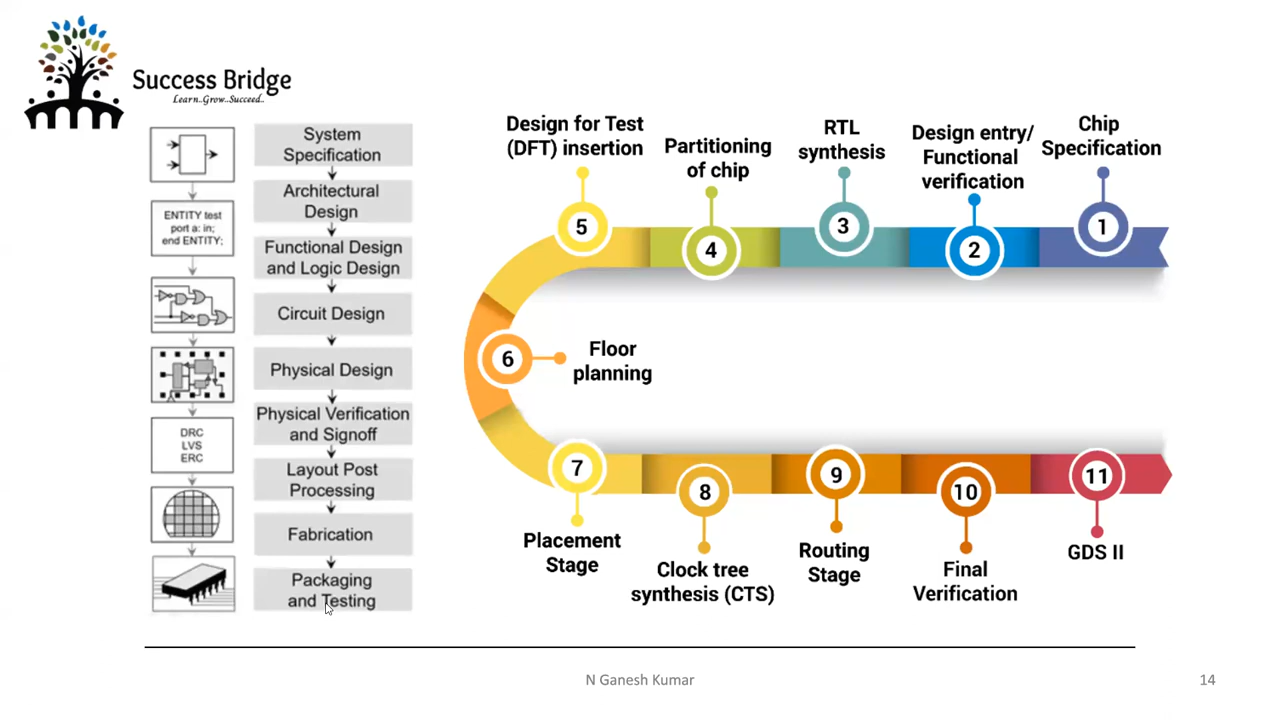 Success Bridge
Learn..Grow...Succeed..
ENTITY test
port a: in;
end ENTITY;
DRC
LVS
ERC
System
Specification
Architectural
Design
Functional Design
and Logic Design
Circuit Design
Physical Design
Physical Verification
and Signoff
Layout Post
Processing
Fabrication
Packaging
and Testing
Chip
Specification
1
Design entry/
Functional
verification
2
RTL
synthesis
3
Partitioning
of chip
4
Design for Test
(DFT) insertion
5
6
Floor
planning
7
Placement
Stage
8
Clock tree
synthesis (CTS)
9
Routing
Stage
10
Final
Verification
11
GDS II
N Ganesh Kumar
14